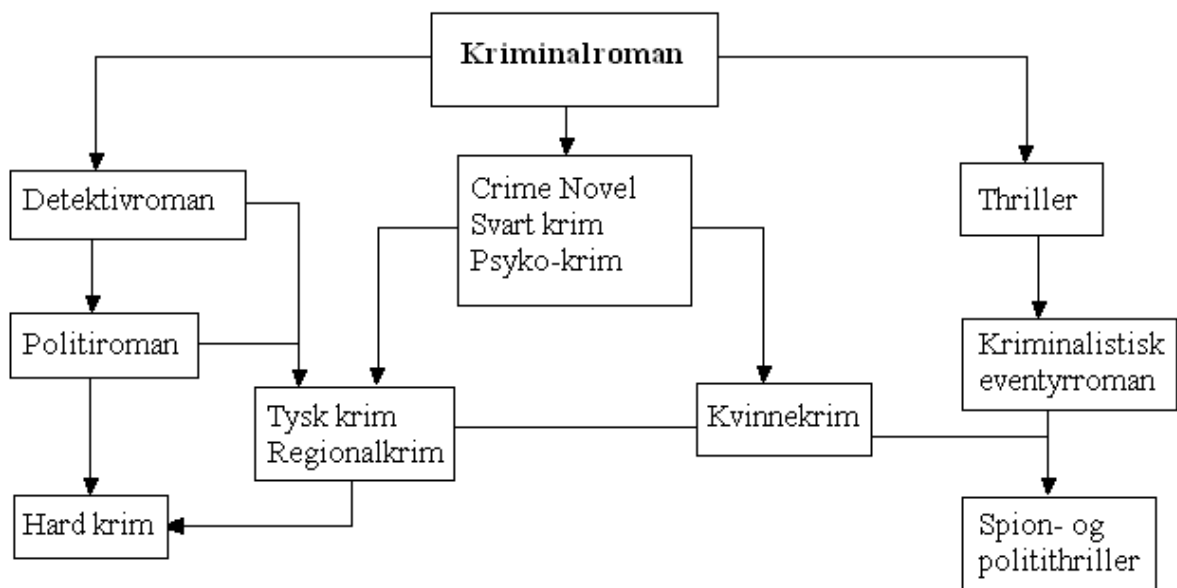 Kriminalroman
Detektivroman
Crime Novel
Svart krim
Psyko-krim
Thriller
Politiroman
Kriminalistisk
eventyrroman
Tysk krim
Regionalkrim
Kvinnekrim
Hard krim
Spion- og
politithriller